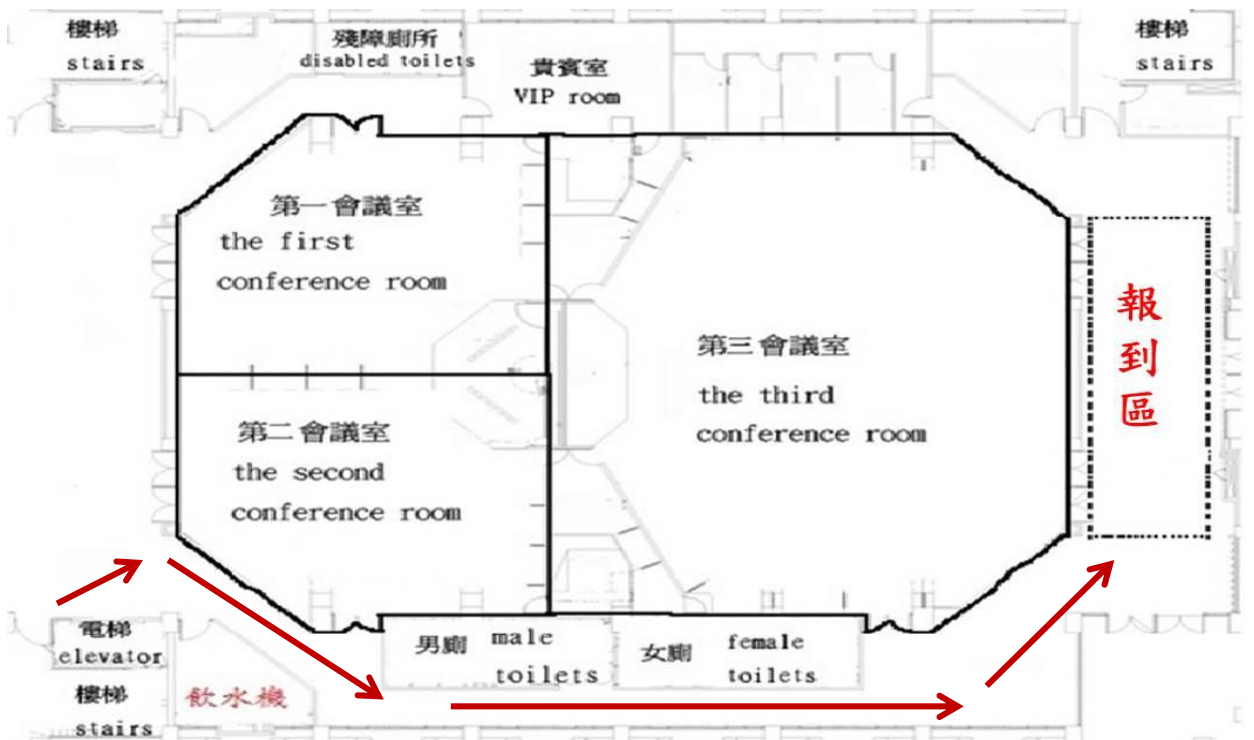 樓梯
stairs
殘障廁所
disabled toilets
貴賓室
VIP room
樓梯
stairs
第一會議室
the first
conference room
第二會議室
the second
conference room
第三會議室
the third
conference room
報
到
區
電梯
elevator
樓梯
stairs
飲水機
男廁
male
toilets
女廁
female
toilets